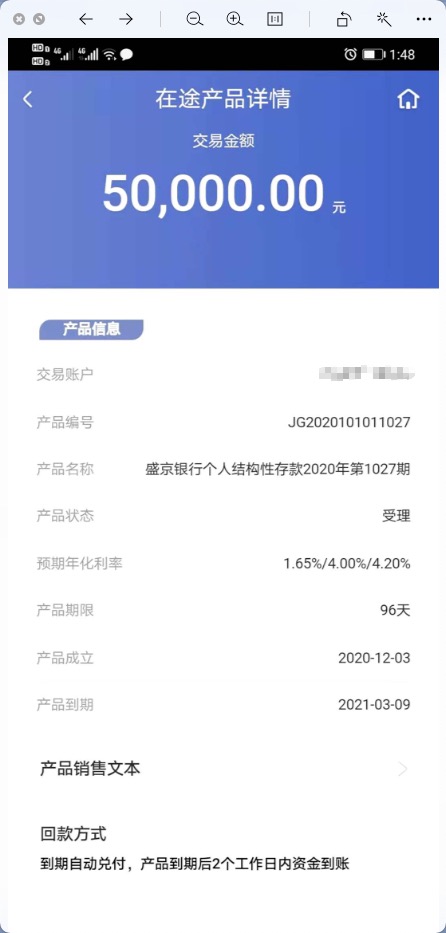 1:48
在途产品详情
交易金额
50,000.00 元
产品信息
交易账户
产品编号 JG2020101011027
产品名称 盛京银行个人结构性存款2020年第1027期
产品状态 受理
预期年化利率 1.65%/4.00%/4.20%
产品期限 96天
产品成立 2020-12-03
产品到期 2021-03-09
产品销售文本
回款方式
到期自动兑付，产品到期后2个工作日内资金到账